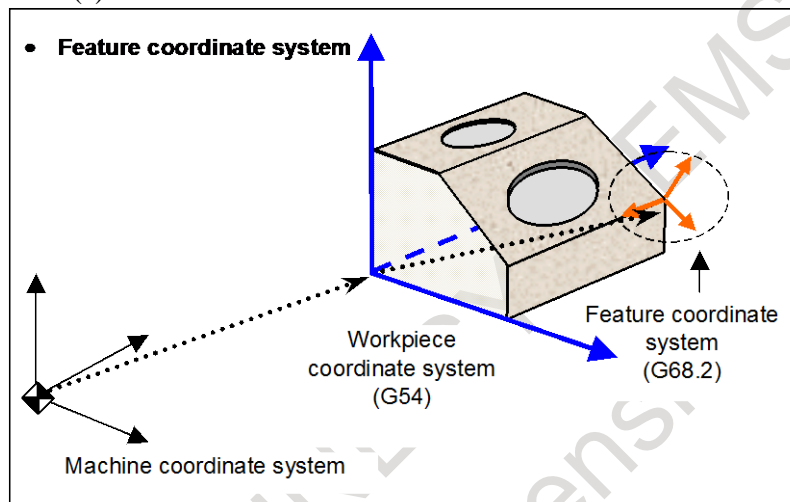 • Feature coordinate system
Workpiece
coordinate system
(G54)
Feature coordinate
system
(G68.2)
Machine coordinate system